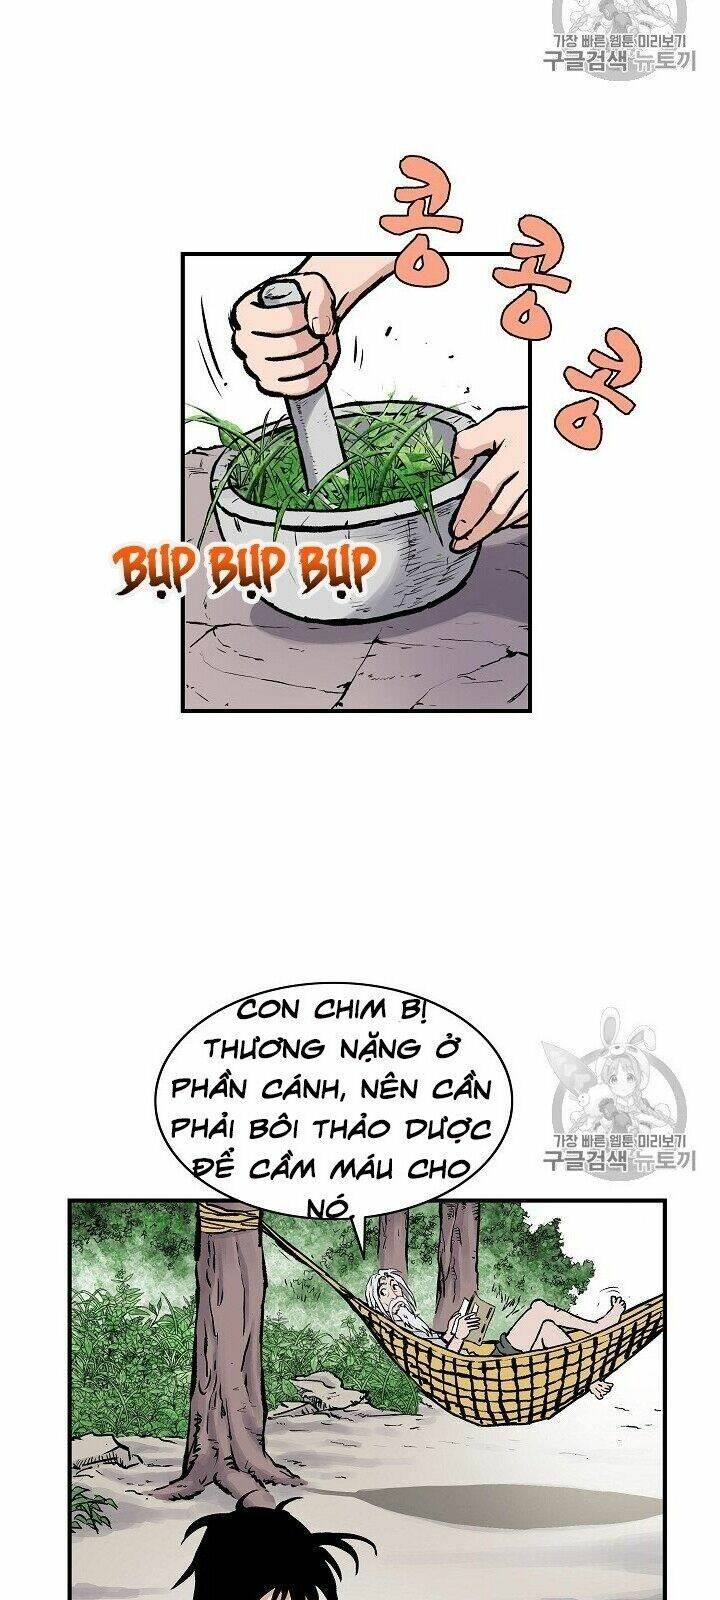 가장 빠른 웹툰 미리보기
구글검색 뉴토끼
콩
콩
콩
BỤP BỤP BỤP
CON CHIM BỊ
THƯƠNG NẶNG Ở
PHẦN CÁNH, NÊN CẦN
PHẢI BÔI THẢO DƯỢC
ĐỂ CẦM MÁU CHO
NÓ.
가장 빠른 웹툰 미리보기
구글검색 뉴토끼